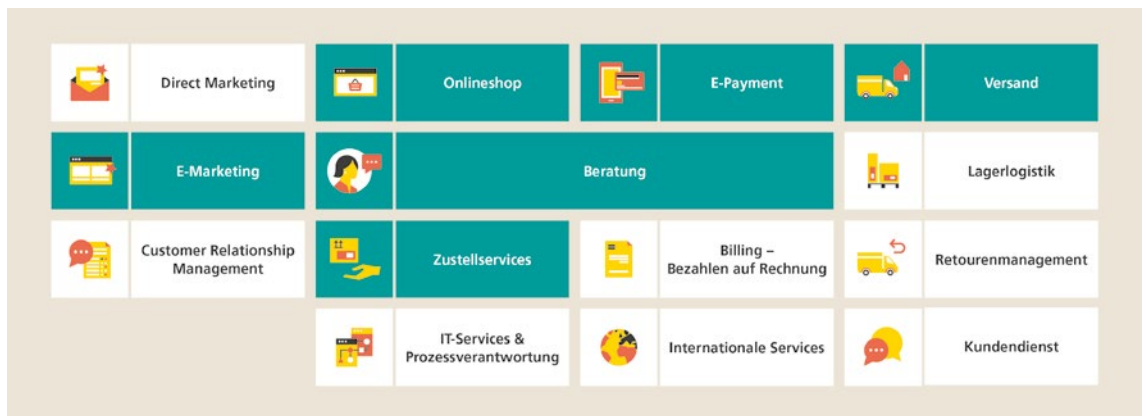 Direct Marketing
Onlineshop
E-Payment
Versand
E-Marketing
Beratung
Lagerlogistik
Customer Relationship
Management
Zustellservices
Billing –
Bezahlen auf Rechnung
Retourenmanagement
IT-Services &
Prozessverantwortung
Internationale Services
Kundendienst